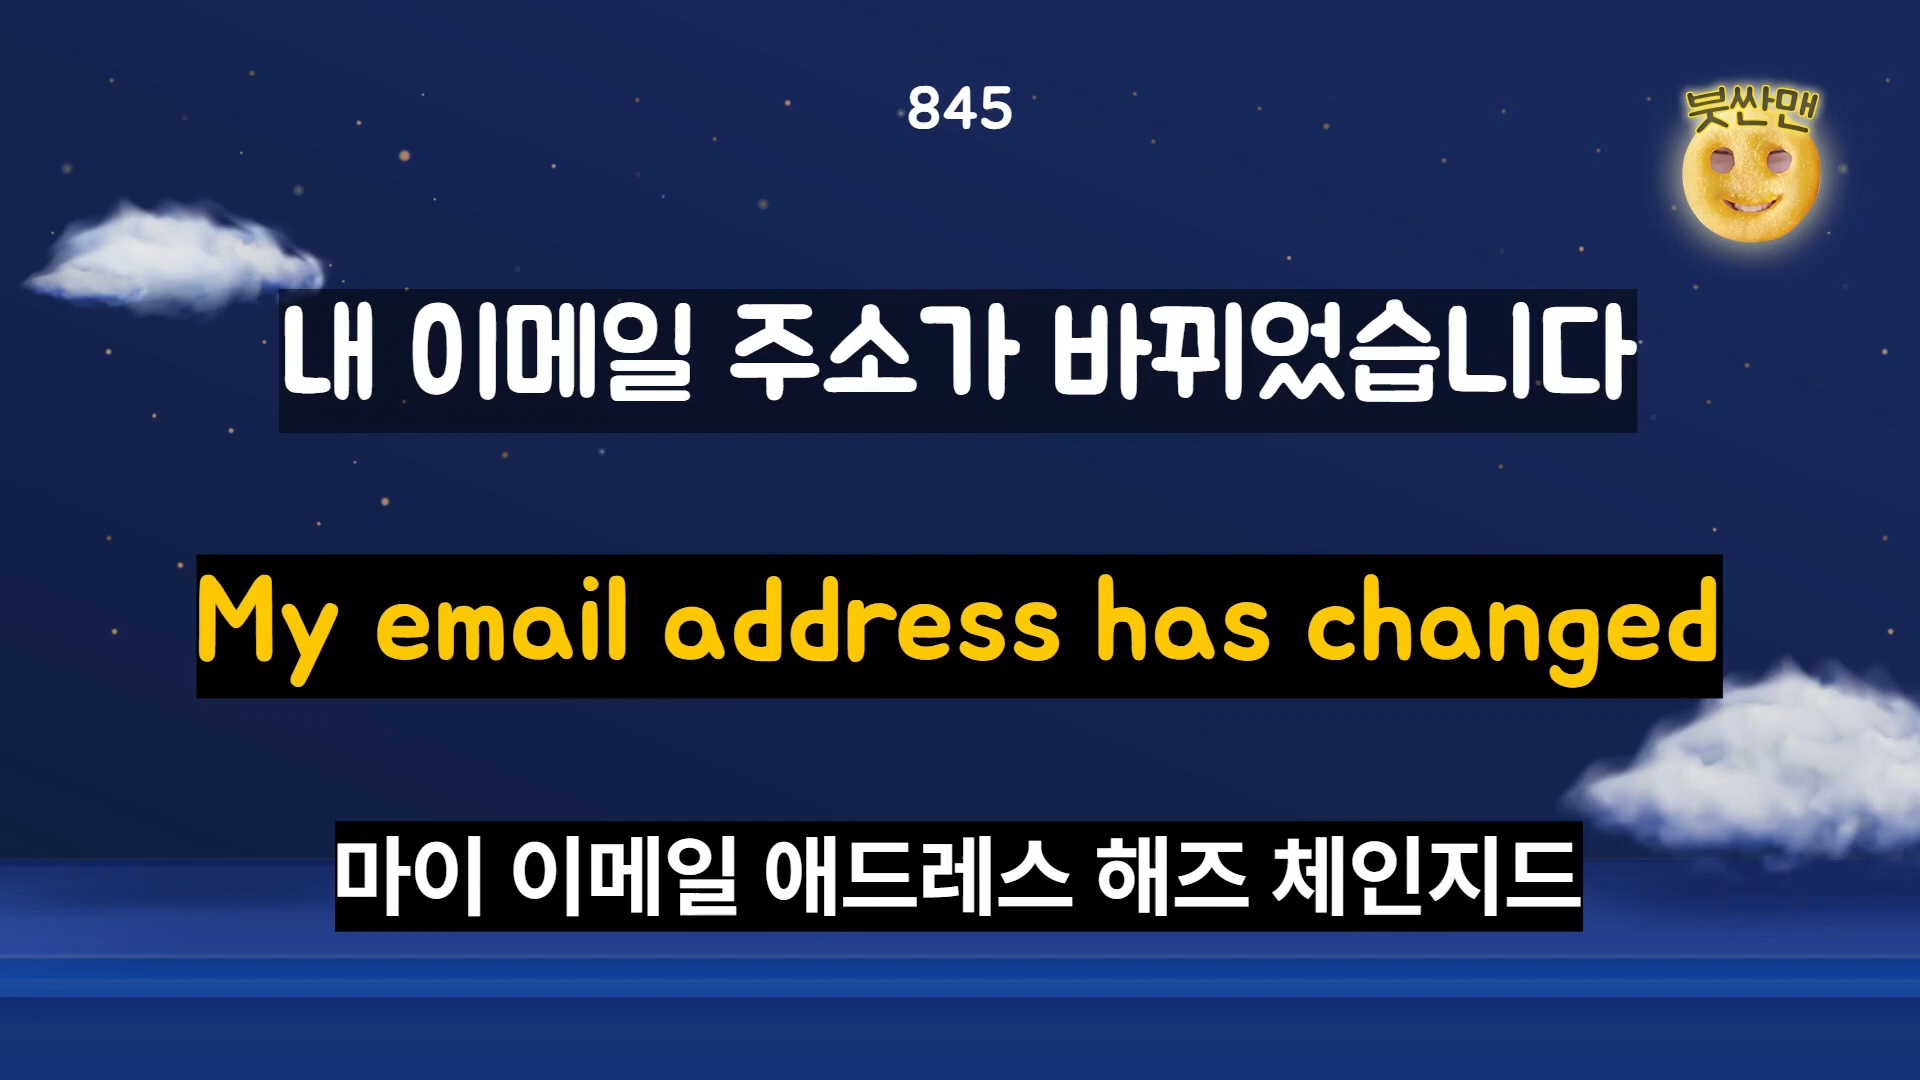 845
붓싼맨
내 이메일 주소가 바뀌었습니다
My email address has changed
마이 이메일 애드레스 해즈 체인지드